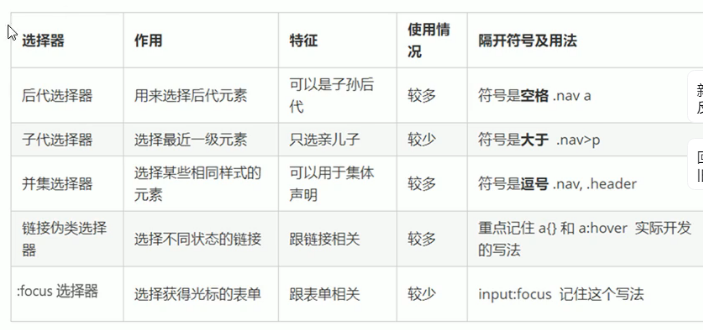 选择器 作用 特征 使用情况 隔开符号及用法
后代选择器 用来选择后代元素 可以是子孙后代 较多 符号是空格 .nav a
子代选择器 选择最近一级元素 只选亲儿子 较少 符号是大于 .nav>p
并集选择器 选择某些相同样式的元素 可以用于集体声明 较多 符号是逗号 .nav, .header
链接伪类选择器 选择不同状态的链接 跟链接相关 较多 重点记住 a{} 和 a:hover 实际开发的写法
:focus 选择器 选择获得光标的表单 跟表单相关 较少 input:focus 记住这个写法